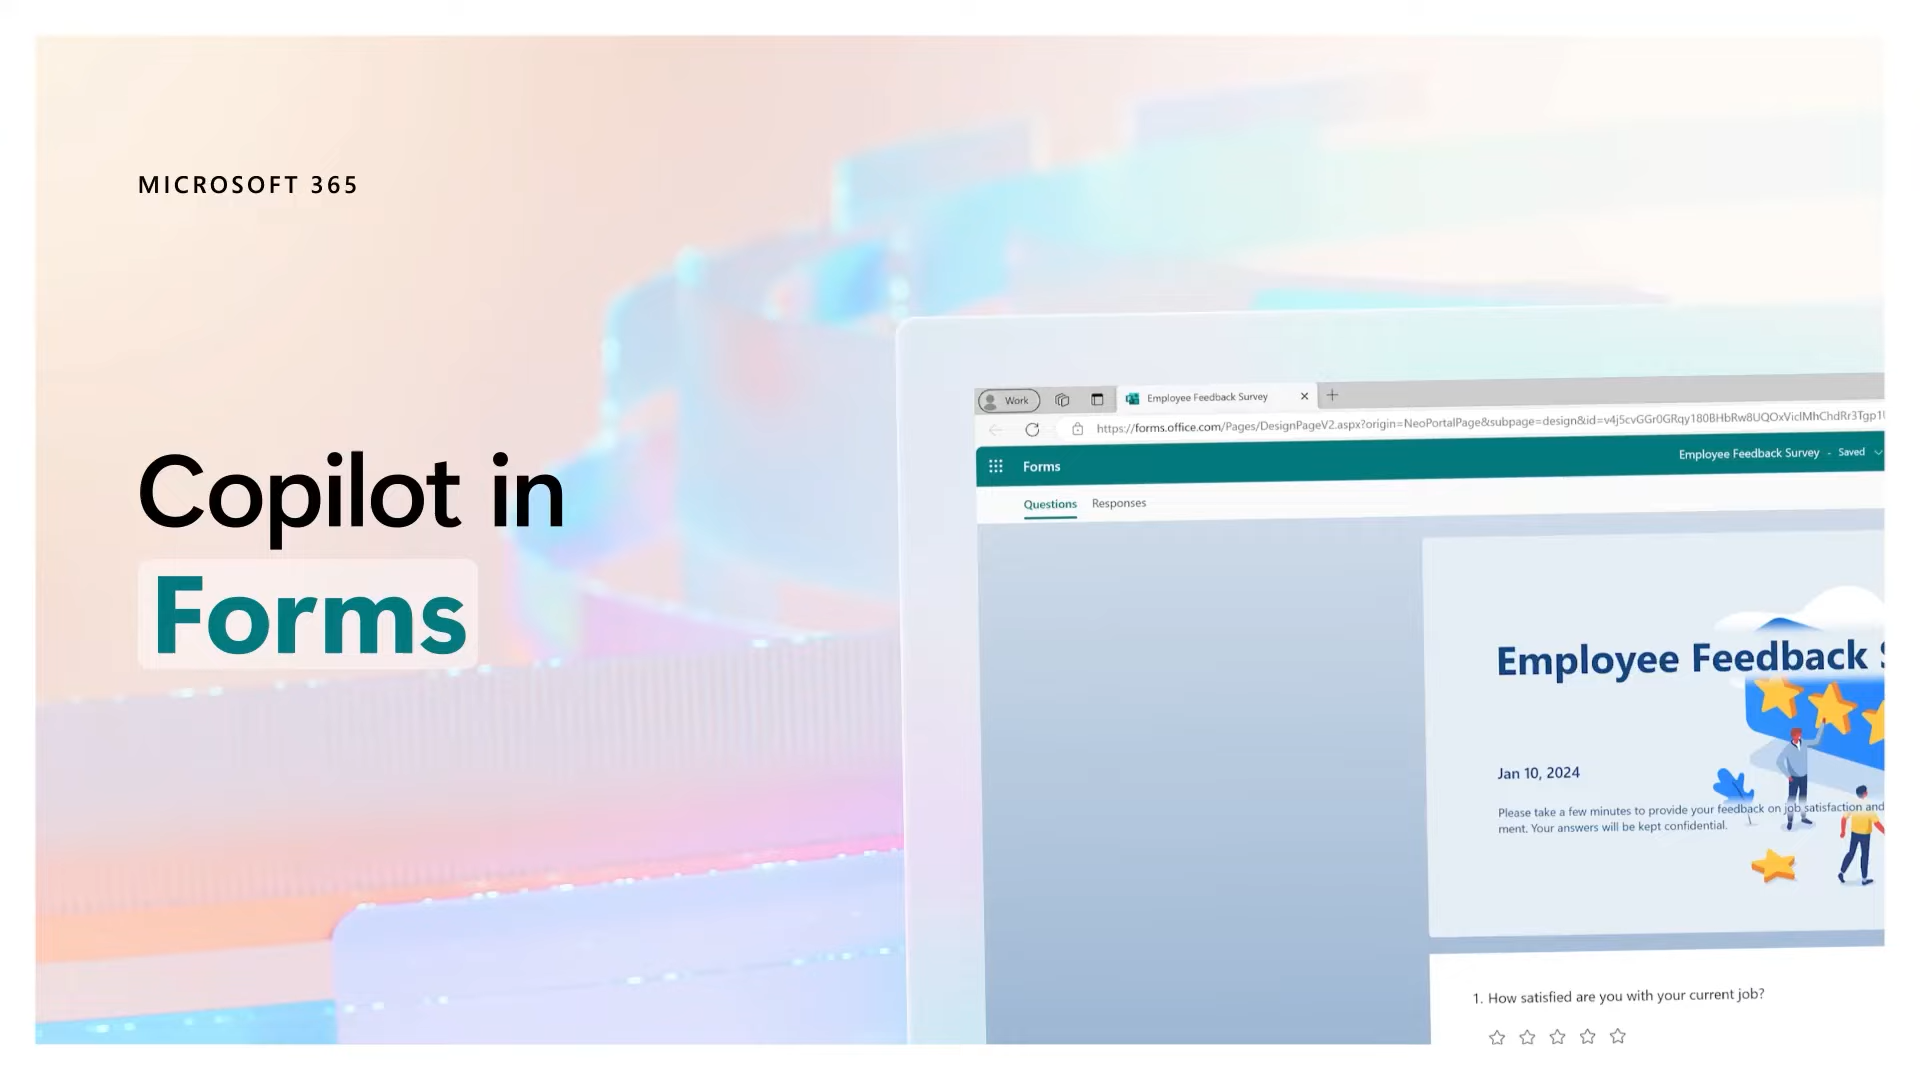 MICROSOFT 365
Copilot in
Forms
Work
Employee Feedback Survey
https://forms.office.com/Pages/DesignPageV2.aspx?origin=NeoPortalPage&subpage=design&id=
Forms
Employee Feedback Survey - Saved
Questions Responses
Employee Feedback
Jan 10, 2024
Please take a few minutes to provide your feedback on job satisfaction and
ment. Your answers will be kept confidential.
1. How satisfied are you with your current job?